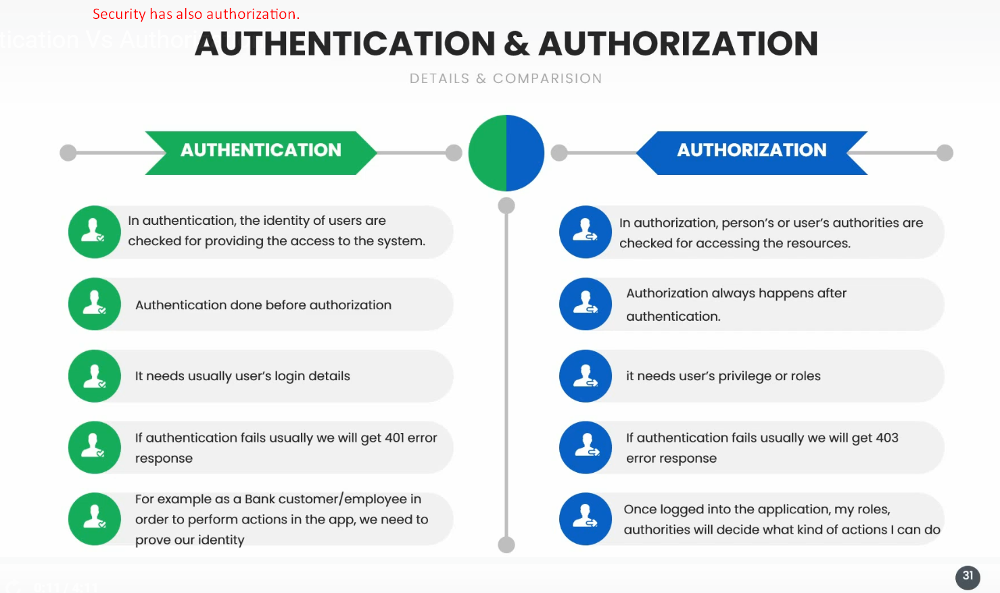 Security has also authorization.
tication Vs Authori
AUTHENTICATION & AUTHORIZATION
DETAILS & COMPARISION
AUTHENTICATION
In authentication, the identity of users are
checked for providing the access to the system.
Authentication done before authorization
It needs usually user's login details
If authentication fails usually we will get 401 error
response
For example as a Bank customer/employee in
order to perform actions in the app, we need to
prove our identity
AUTHORIZATION
In authorization, person's or user's authorities are
checked for accessing the resources.
Authorization always happens after
authentication.
it needs user's privilege or roles
If authentication fails usually we will get 403
error response
Once logged into the application, my roles,
authorities will decide what kind of actions I can do
31